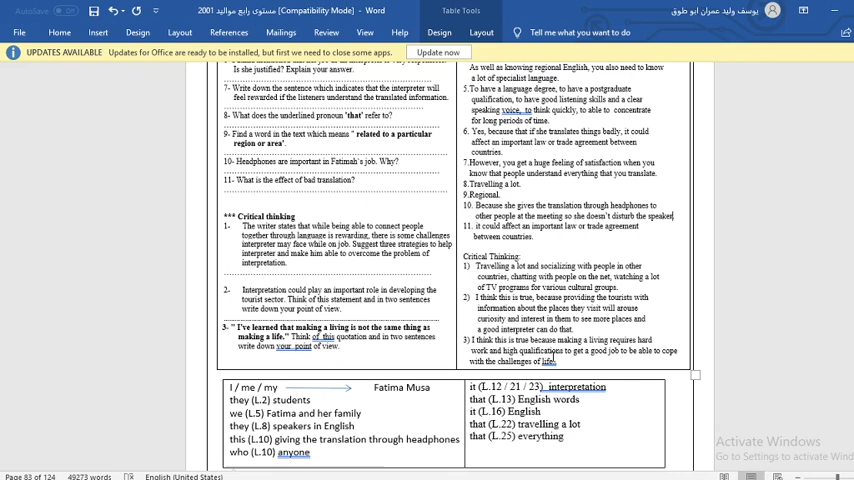 AutoSave Off
2001 مستوى رابع مواليد [Compatibility Mode] - Word
Table Tools
يوسف وليد عمران ابو طوق
File Home Insert Design Layout References Mailings Review View Help Design Layout Tell me what you want to do
UPDATES AVAILABLE Updates for Office are ready to be installed, but first we need to close some apps. Update now
Is she justified? Explain your answer.
7- Write down the sentence which indicates that the interpreter will
feel rewarded if the listeners understand the translated information.
8- What does the underlined pronoun 'that' refer to?
9- Find a word in the text which means " related to a particular
region or area'.
10- Headphones are important in Fatimah's job. Why?
11- What is the effect of bad translation?
*** Critical thinking
1- The writer states that while being able to connect people
together through language is rewarding, there is some challenges
interpreter may face while on job. Suggest three strategies to help
interpreter and make him able to overcome the problem of
interpretation.
2- Interpretation could play an important role in developing the
tourist sector. Think of this statement and in two sentences
write down your point of view.
3- " I've learned that making a living is not the same thing as
making a life." Think of this quotation and in two sentences
write down your point of view.
As well as knowing regional English, you also need to know
a lot of specialist language.
5.To have a language degree, to have a postgraduate
qualification, to have good listening skills and a clear
speaking voice, to think quickly, to able to concentrate
for long periods of time.
6. Yes, because that if she translates things badly, it could
affect an important law or trade agreement between
countries.
7.However, you get a huge feeling of satisfaction when you
know that people understand everything that you translate.
8.Travelling a lot.
9.Regional.
10. Because she gives the translation through headphones to
other people at the meeting so she doesn't disturb the speaker
11. it could affect an important law or trade agreement
between countries.
Critical Thinking:
1) Travelling a lot and socializing with people in other
countries, chatting with people on the net, watching a lot
of TV programs for various cultural groups.
2) I think this is true, because providing the tourists with
information about the places they visit will arouse
curiosity and interest in them to see more places and
a good interpreter can do that.
3) I think this is true because making a living requires hard
work and high qualifications to get a good job to be able to cope
with the challenges of life.
I / me / my Fatima Musa
they (L.2) students
we (L.5) Fatima and her family
they (L.8) speakers in English
this (L.10) giving the translation through headphones
who (L.10) anyone
it (L.12 / 21 / 23) interpretation
that (L.13) English words
it (L.16) English
that (L.22) travelling a lot
that (L.25) everything
Activate Windows
Go to Settings to activate Wind
Page 83 of 124 49273 words English (United States)